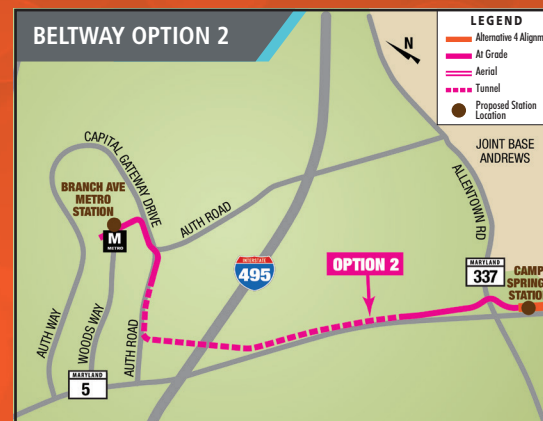 BELTWAY OPTION 2
N
LEGEND
Alternative 4 Alignm
At Grade
Aerial
Tunnel
Proposed Station
Location
JOINT BASE
ANDREWS
CAPITAL GATEWAY DRIVE
BRANCH AVE
METRO
STATION
M
METRO
AUTH ROAD
ALLENTOWN RD
INTERSTATE
495
OPTION 2
MARYLAND
337
CAMP
SPRING
STATIO
AUTH WAY
WOODS WAY
AUTH ROAD
MARYLAND
5